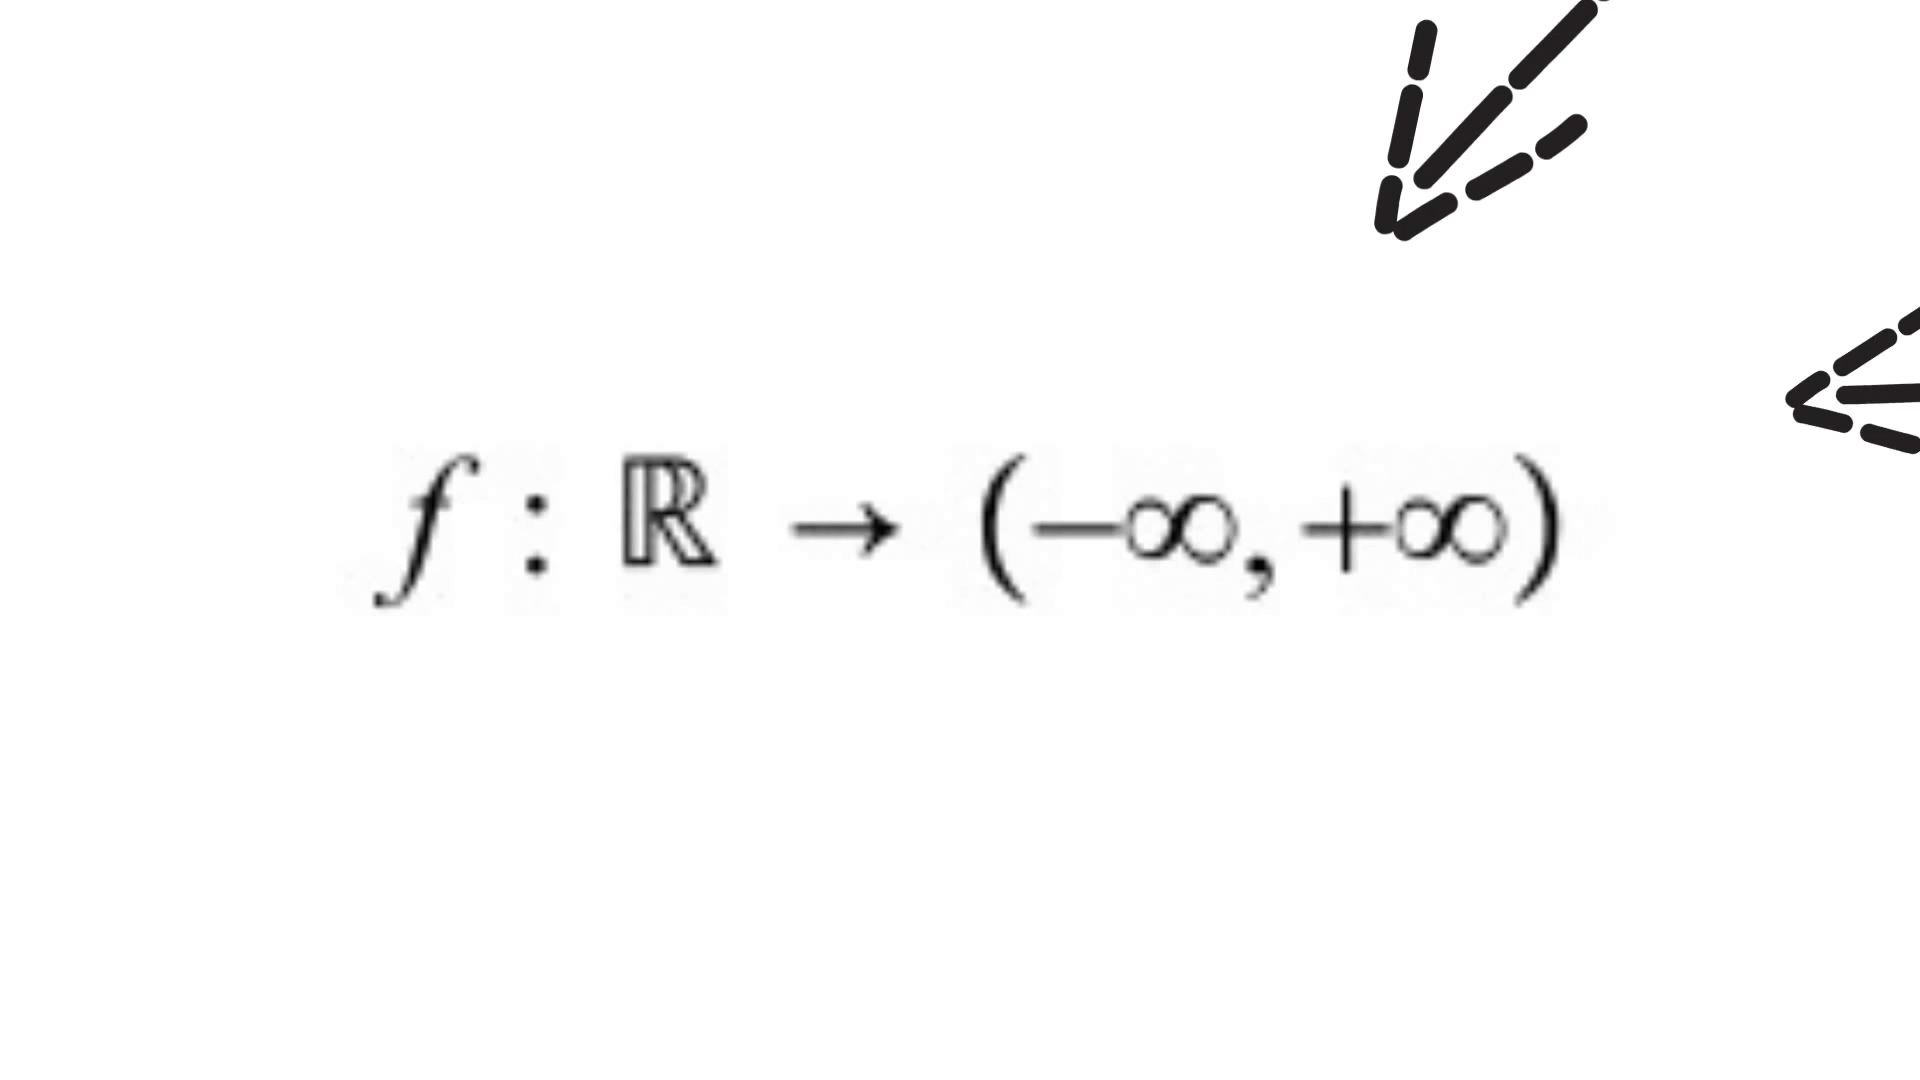 f : ℝ → (−∞, +∞)